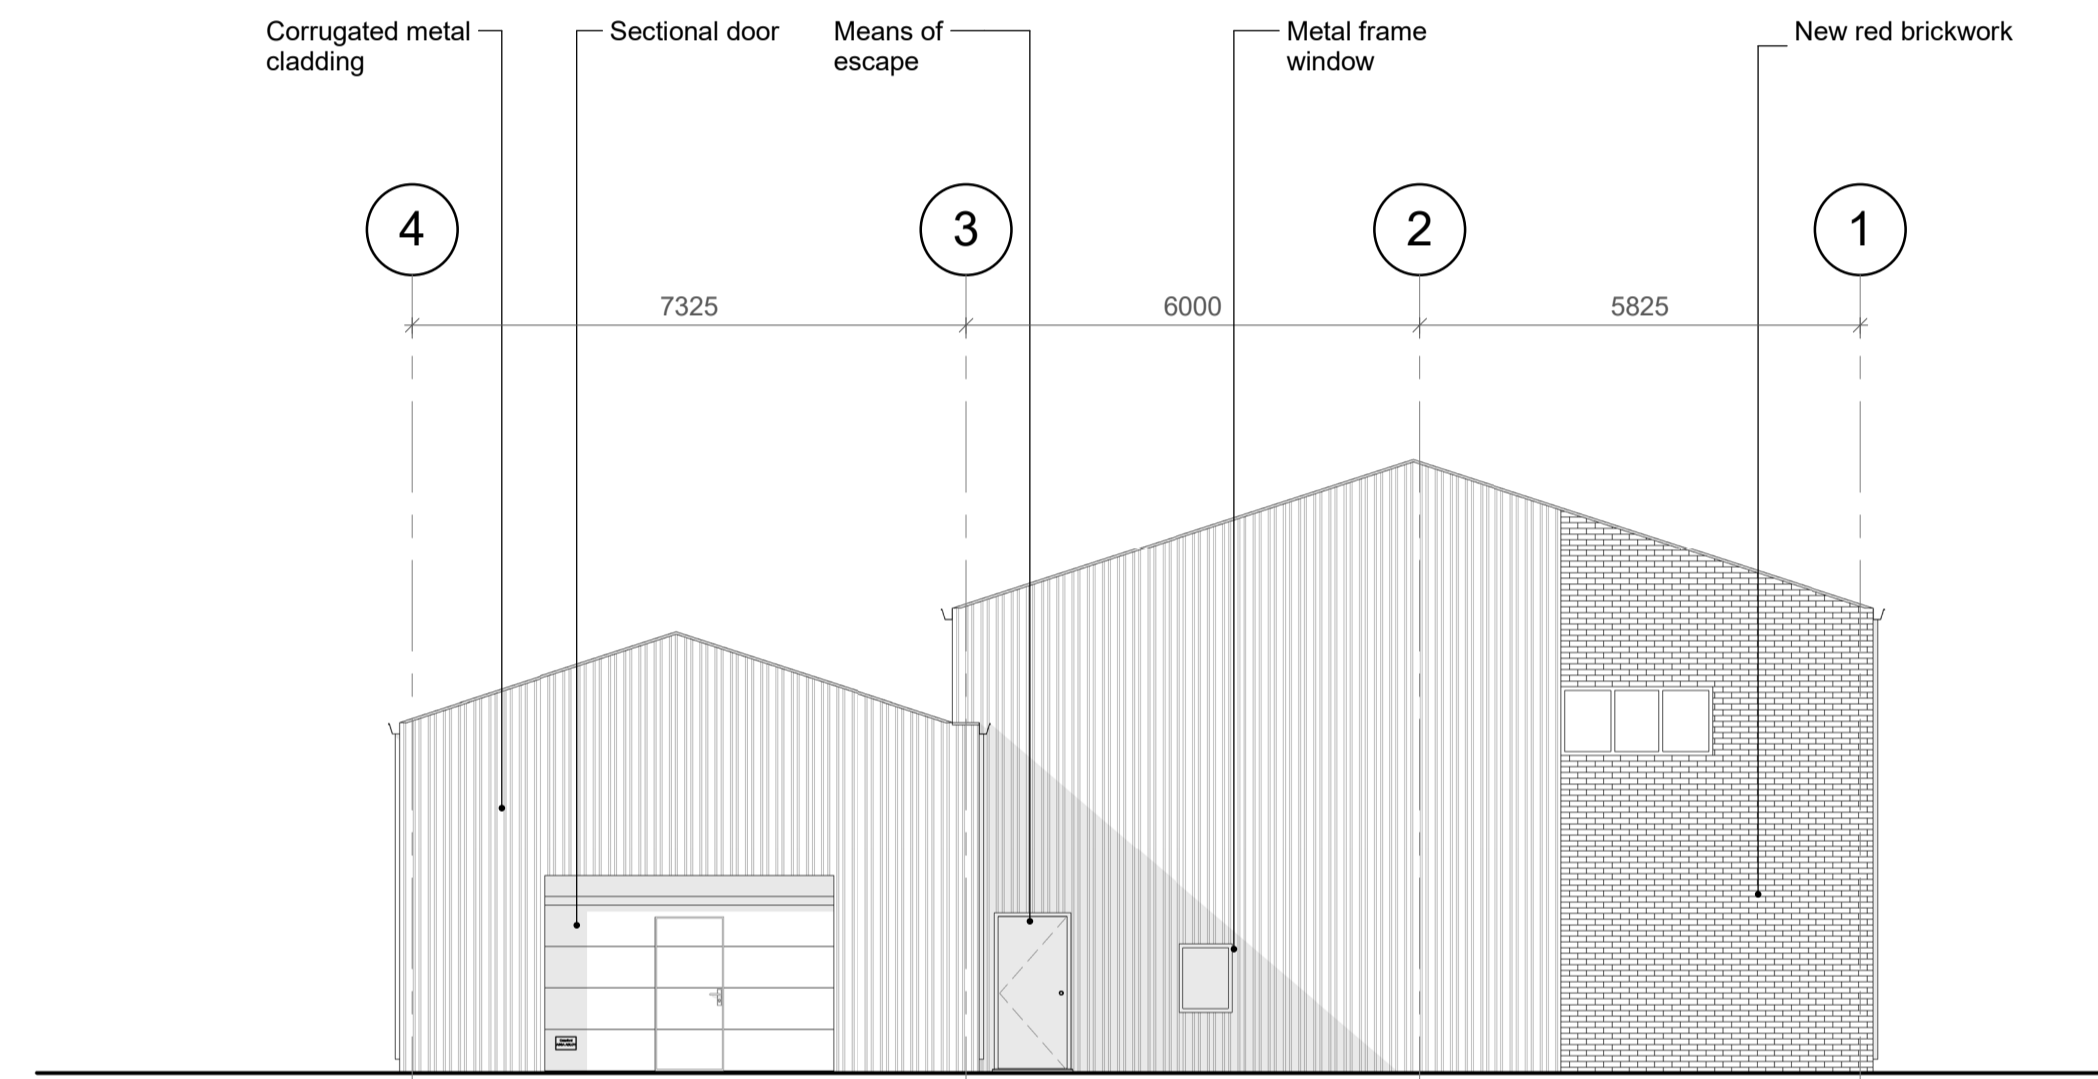 Corrugated metal
cladding
Sectional door
Means of
escape
Metal frame
window
New red brickwork
4
3
2
1
7325
6000
5825